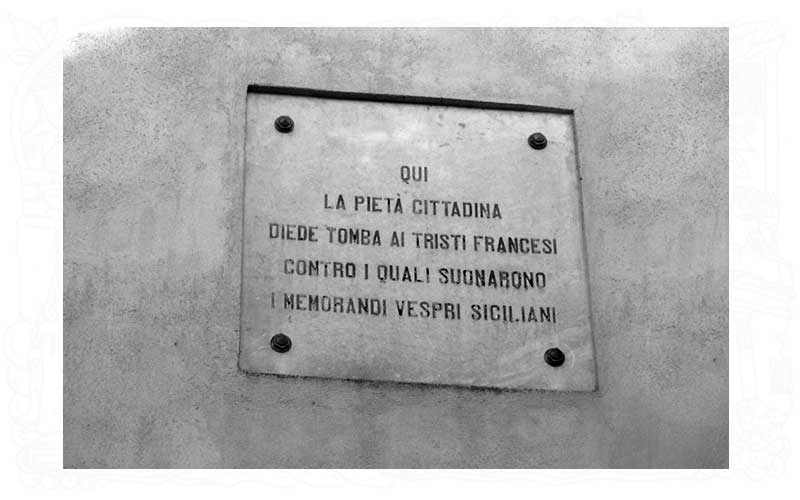 QUI
LA PIETÀ CITTADINA
DIEDE TOMBA AI TRISTI FRANCESI
CONTRO I QUALI SUONARONO
I MEMORANDI VESPRI SICILIANI